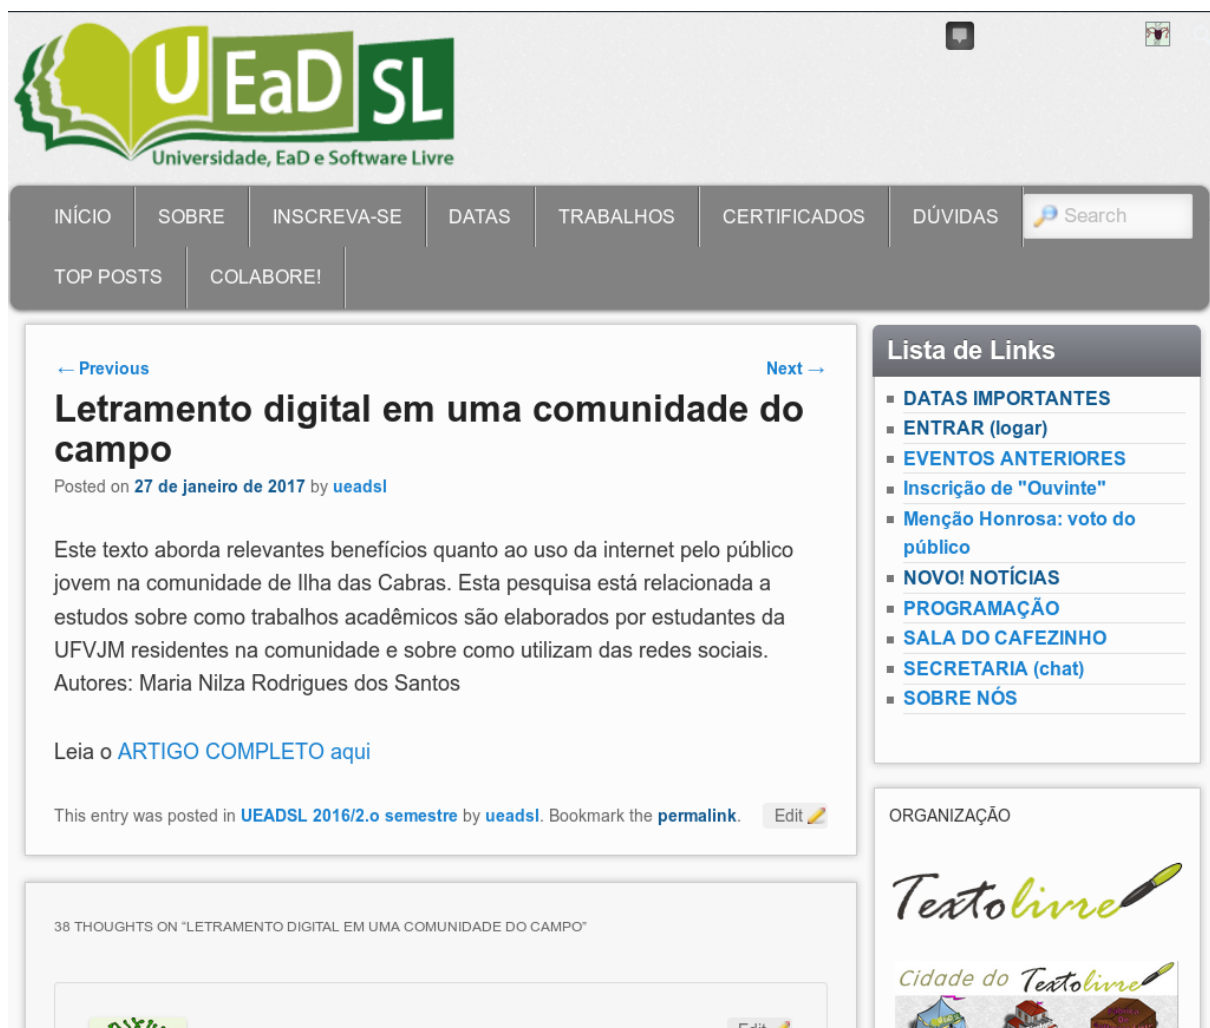 UEaD SL
Universidade, EaD e Software Livre
INÍCIO SOBRE INSCREVA-SE DATAS TRABALHOS CERTIFICADOS DÚVIDAS Search
TOP POSTS COLABORE!
← Previous Next →
Letramento digital em uma comunidade do
campo
Posted on 27 de janeiro de 2017 by ueadsl
Este texto aborda relevantes benefícios quanto ao uso da internet pelo público
jovem na comunidade de Ilha das Cabras. Esta pesquisa está relacionada a
estudos sobre como trabalhos acadêmicos são elaborados por estudantes da
UFVJM residentes na comunidade e sobre como utilizam das redes sociais.
Autores: Maria Nilza Rodrigues dos Santos
Leia o ARTIGO COMPLETO aqui
This entry was posted in UEADSL 2016/2.o semestre by ueadsl. Bookmark the permalink. Edit
38 THOUGHTS ON “LETRAMENTO DIGITAL EM UMA COMUNIDADE DO CAMPO”
Edit
Lista de Links
DATAS IMPORTANTES
ENTRAR (logar)
EVENTOS ANTERIORES
Inscrição de "Ouvinte"
Menção Honrosa: voto do
público
NOVO! NOTÍCIAS
PROGRAMAÇÃO
SALA DO CAFEZINHO
SECRETARIA (chat)
SOBRE NÓS
ORGANIZAÇÃO
Textolivre
Cidade do Textolivre